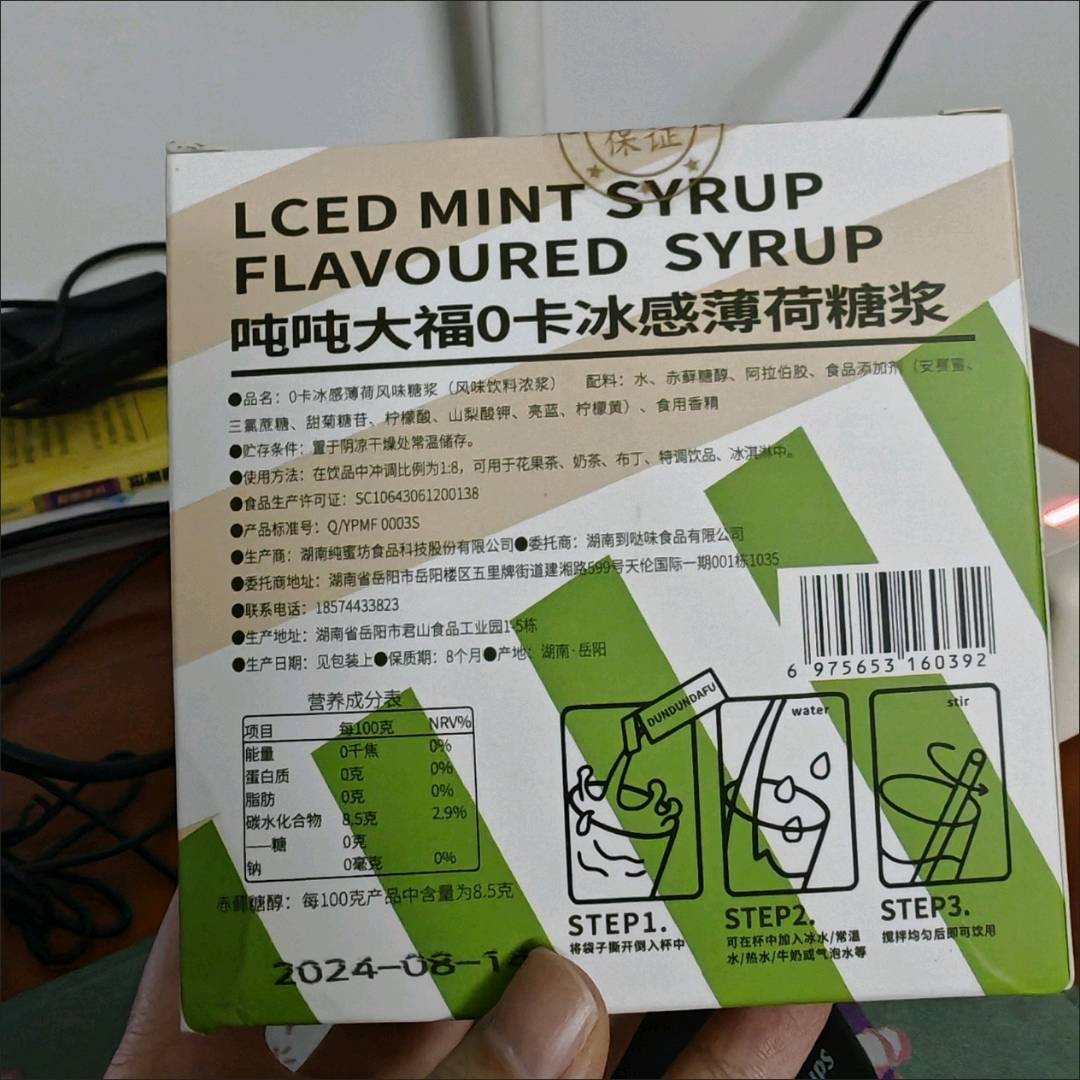 保证
LCED MINT SYRUP
FLAVOURED SYRUP
吨吨大福0卡冰感薄荷糖浆
●品名：0卡冰感薄荷风味糖浆（风味饮料浓浆） 配料：水、赤藓糖醇、阿拉伯胶、食品添加剂（安赛蜜、
三氯蔗糖、甜菊糖苷、柠檬酸、山梨酸钾、亮蓝、柠檬黄）、食用香精
●贮存条件：置于阴凉干燥处常温储存。
●使用方法：在饮品中冲调比例为1:8，可用于花果茶、奶茶、布丁、特调饮品、冰淇淋中。
●食品生产许可证：SC10643061200138
●产品标准号：Q/YPMF 0003S
●生产商：湖南纯蜜坊食品科技股份有限公司●委托商：湖南到哒味食品有限公司
●委托商地址：湖南省岳阳市岳阳楼区五里牌街道建湘路599号天伦国际一期001栋1035
●联系电话：18574433823
●生产地址：湖南省岳阳市君山食品工业园1-5栋
●生产日期：见包装上●保质期：8个月●产地：湖南·岳阳
6 975653 160392
营养成分表
项目 每100克 NRV%
能量 0千焦 0%
蛋白质 0克 0%
脂肪 0克 0%
碳水化合物 8.5克 2.9%
——糖 0克
钠 0毫克 0%
赤藓糖醇：每100克产品中含量为8.5克
DUNDUNDAFU
water
stir
STEP1.
将袋子撕开倒入杯中
STEP2.
可在杯中加入冰水/常温
水/热水/牛奶或气泡水等
STEP3.
搅拌均匀后即可饮用
2024-08-1